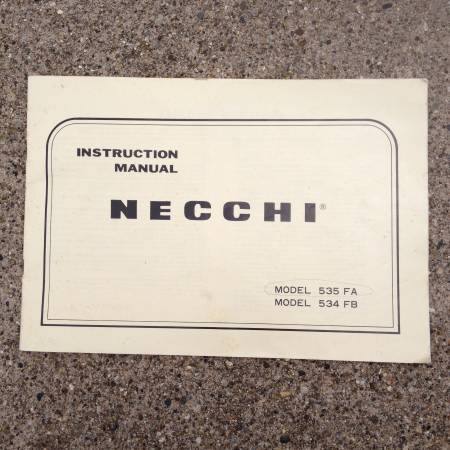 INSTRUCTION
MANUAL
NECCHI®
MODEL 535 FA
MODEL 534 FB